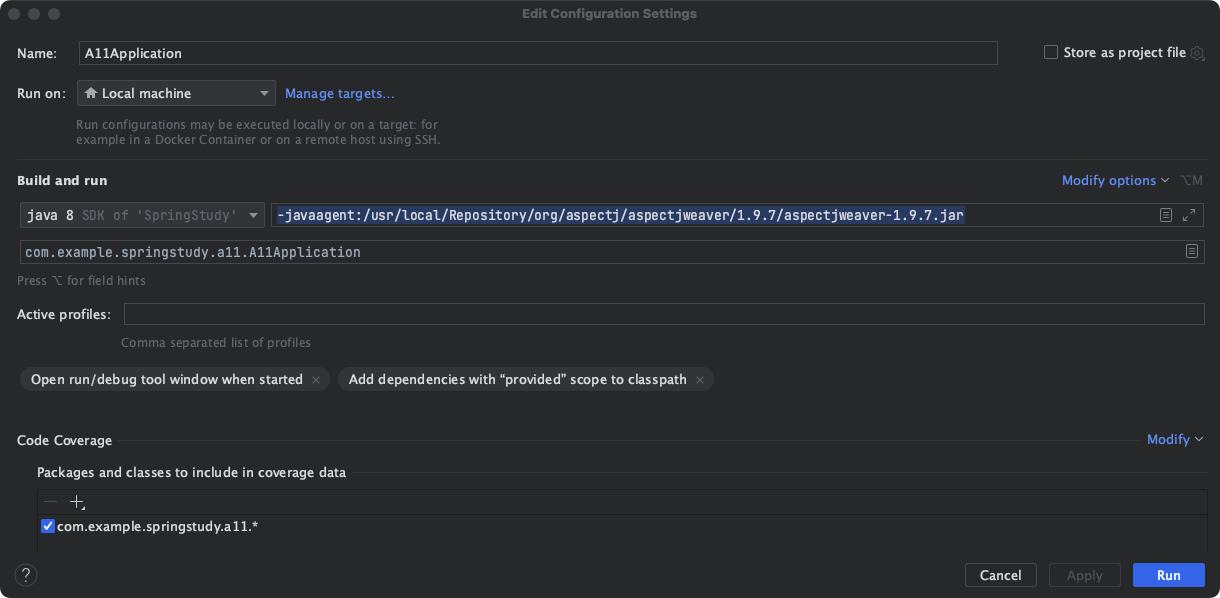 Edit Configuration Settings
Name: A11Application Store as project file
Run on: Local machine Manage targets...
Run configurations may be executed locally or on a target: for
example in a Docker Container or on a remote host using SSH.
Build and run Modify options ⌥M
java 8 SDK of 'SpringStudy' -javaagent:/usr/local/Repository/org/aspectj/aspectjweaver/1.9.7/aspectjweaver-1.9.7.jar
com.example.springstudy.a11.A11Application
Press ⌥ for field hints
Active profiles:
Comma separated list of profiles
Open run/debug tool window when started × Add dependencies with “provided” scope to classpath ×
Code Coverage Modify
Packages and classes to include in coverage data
com.example.springstudy.a11.*
? Cancel Apply Run